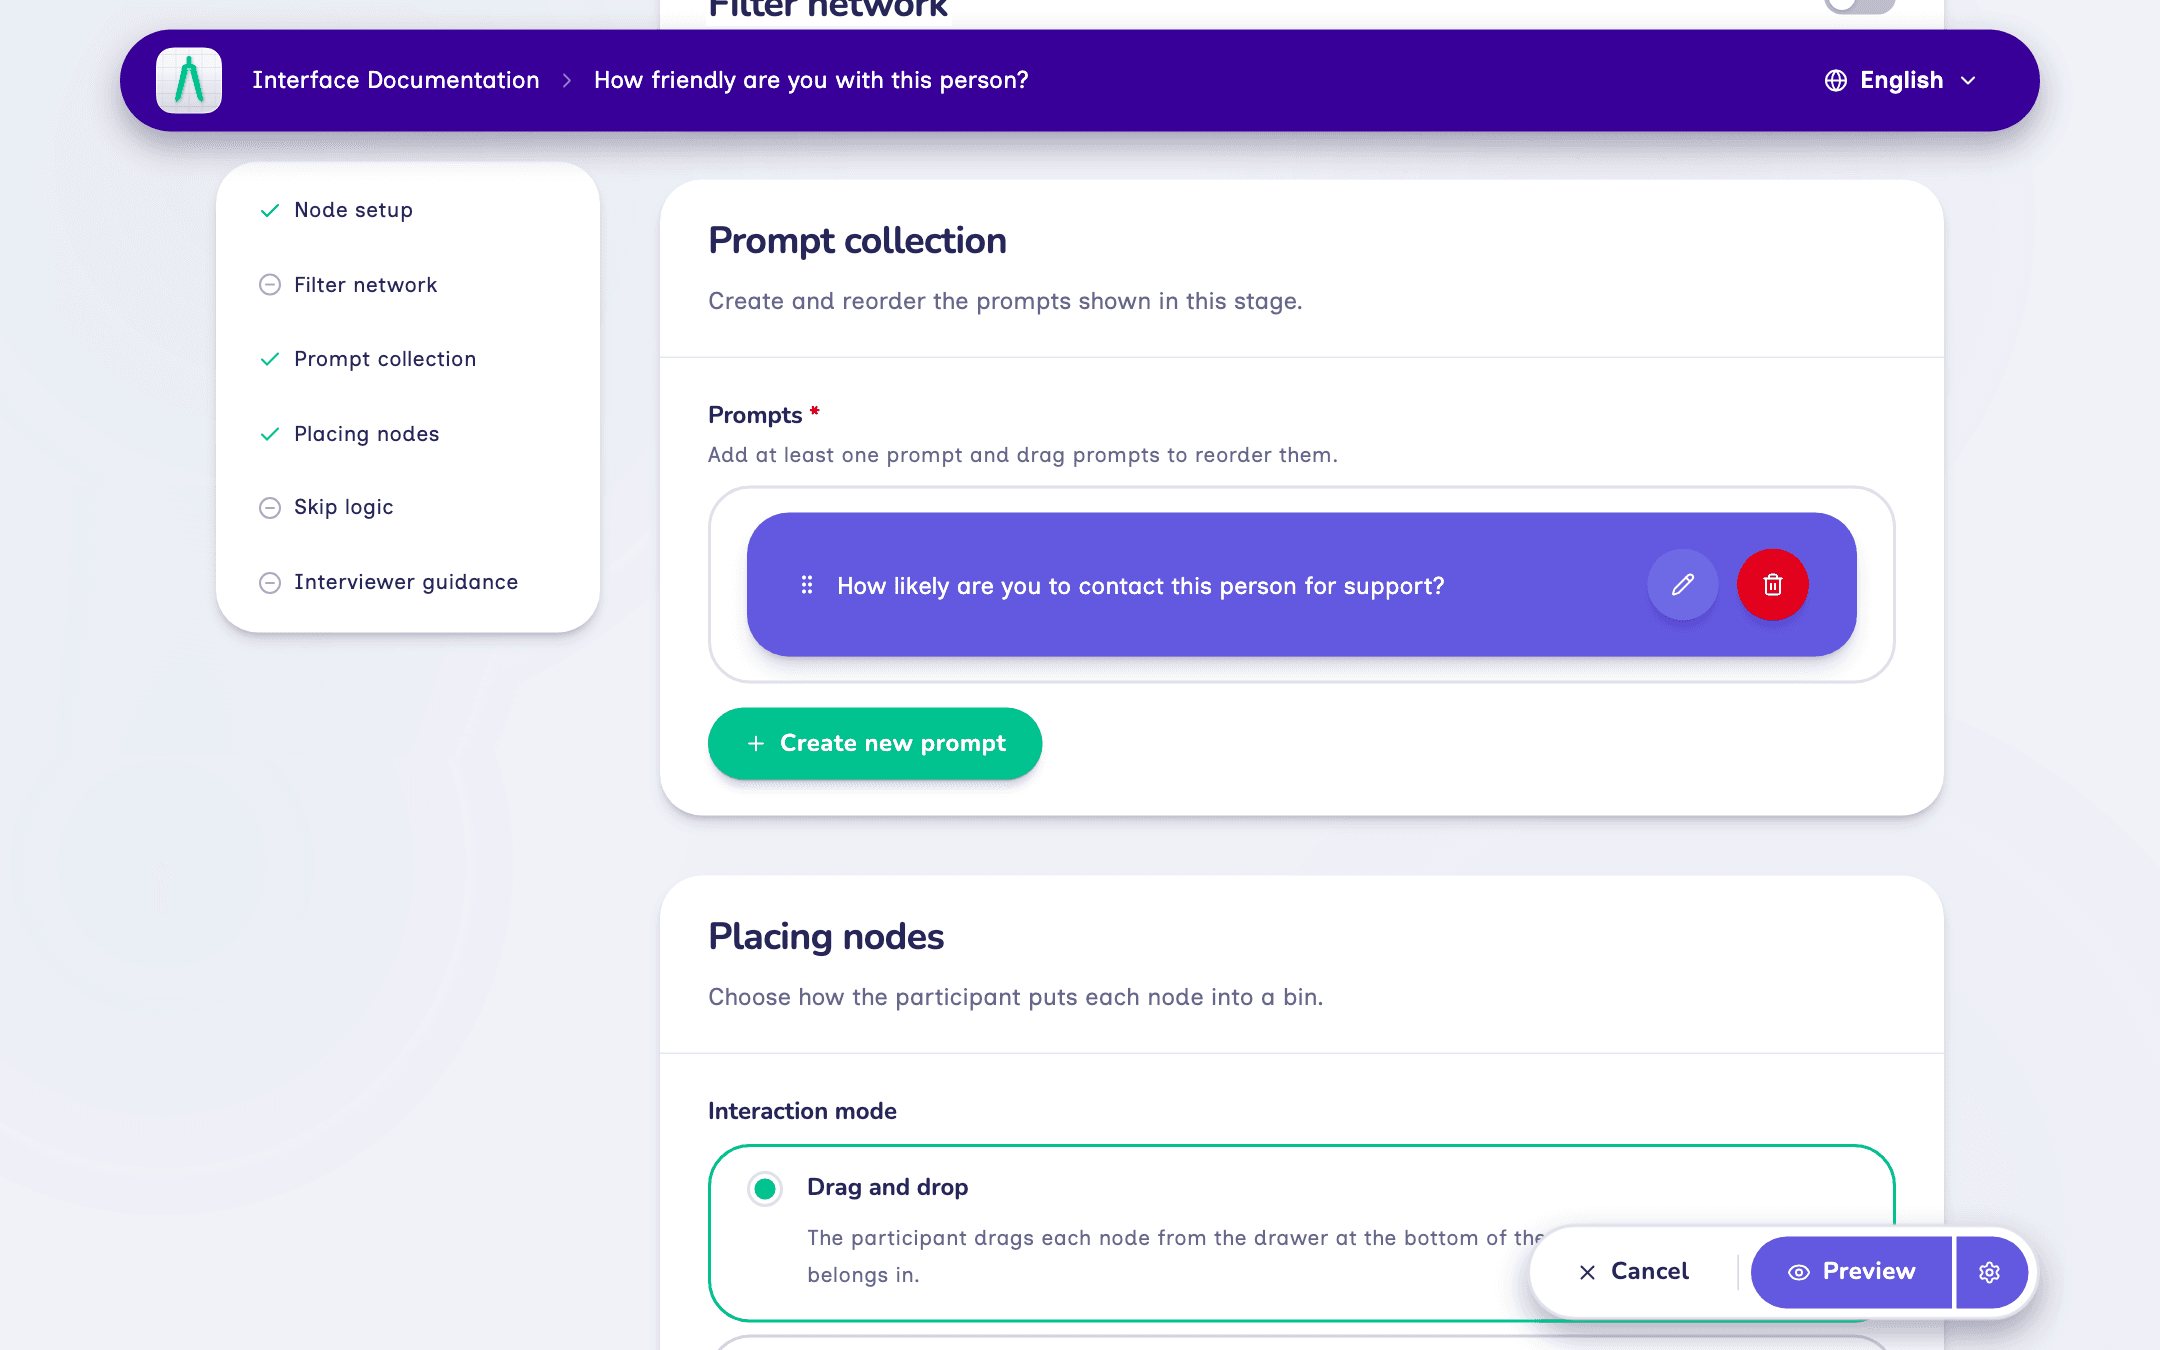 Filter network
Interface Documentation
How friendly are you with this person?
English
Node setup
Filter network
Prompt collection
Placing nodes
Skip logic
Interviewer guidance
Prompt collection
Create and reorder the prompts shown in this stage.
Prompts *
Add at least one prompt and drag prompts to reorder them.
How likely are you to contact this person for support?
Create new prompt
Placing nodes
Choose how the participant puts each node into a bin.
Interaction mode
Drag and drop
The participant drags each node from the drawer at the bottom of the
belongs in.
Cancel
Preview